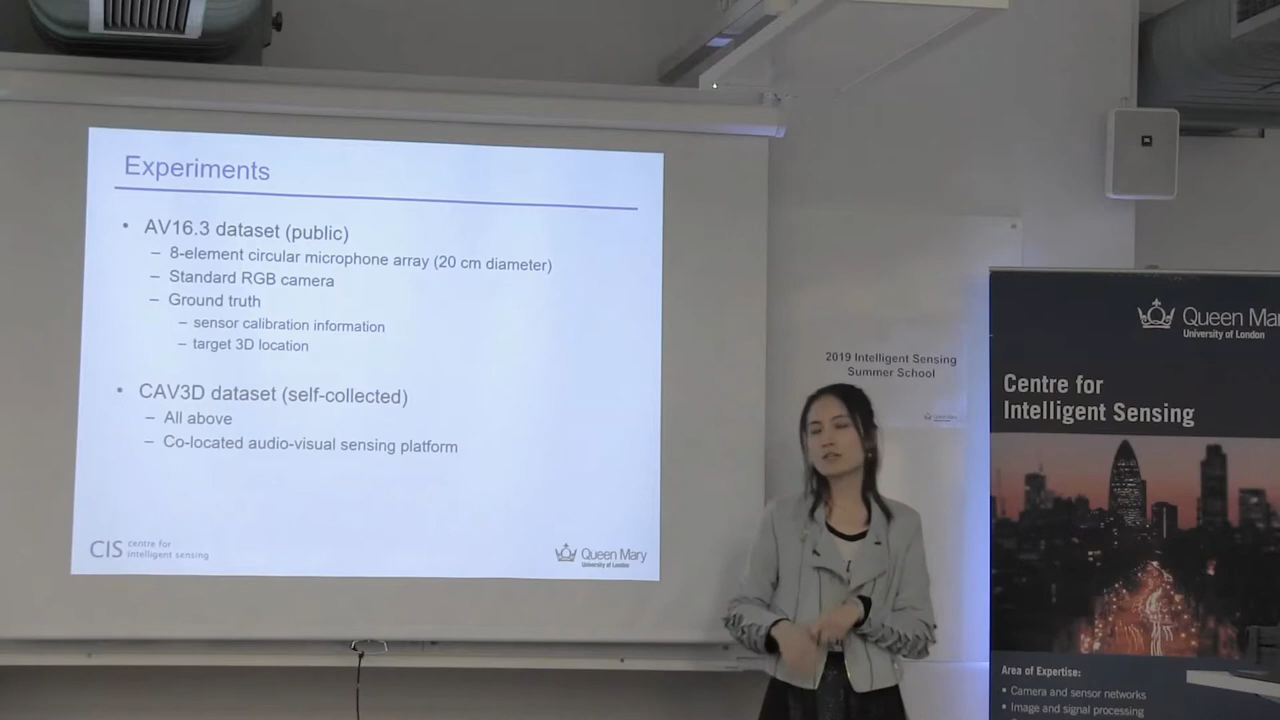 Experiments
• AV16.3 dataset (public)
– 8-element circular microphone array (20 cm diameter)
– Standard RGB camera
– Ground truth
– sensor calibration information
– target 3D location
• CAV3D dataset (self-collected)
– All above
– Co-located audio-visual sensing platform
CIS centre for intelligent sensing
Queen Mary
University of London
2019 Intelligent Sensing
Summer School
Queen Mar
University of London
Centre for
Intelligent Sensing
Area of Expertise:
• Camera and sensor networks
• Image and signal processing